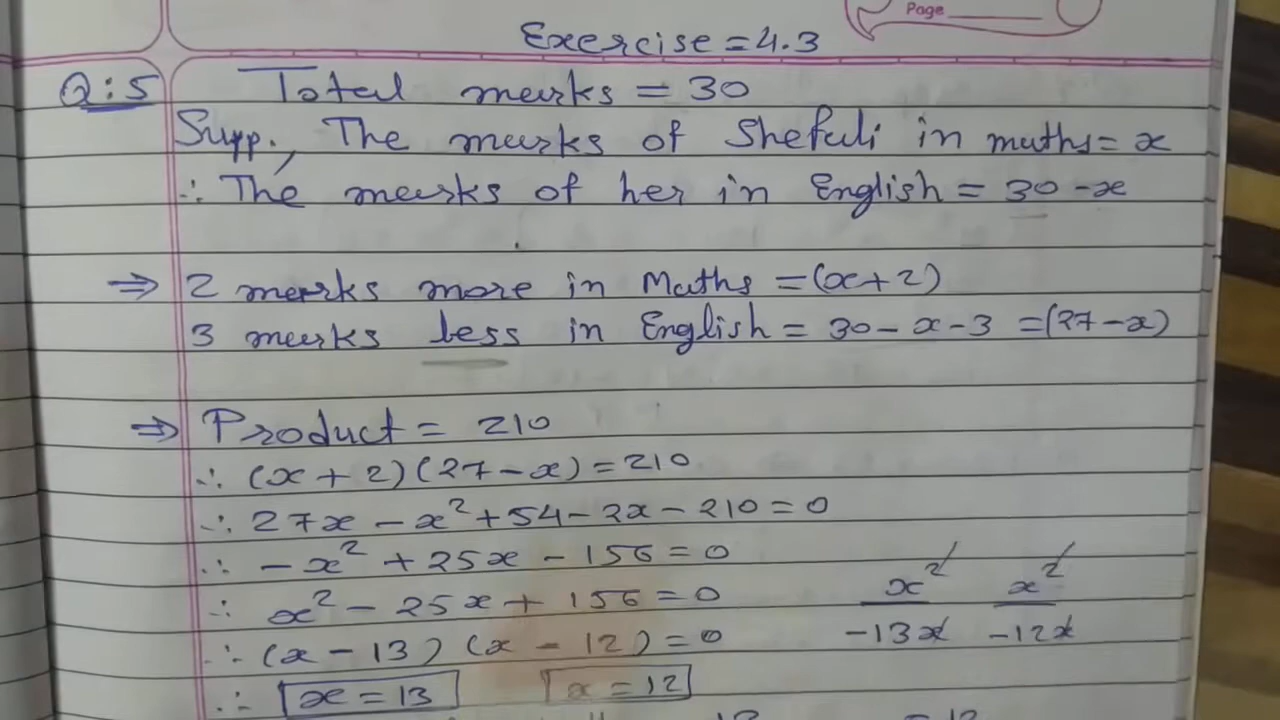 Page
Exercise = 4.3
Q:5 Total marks = 30
Supp., The marks of Shefali in maths = x
∴ The marks of her in English = 30 - x
⇒ 2 marks more in Maths = (x + 2)
3 marks less in English = 30 - x - 3 = (27 - x)
⇒ Product = 210
∴ (x + 2) (27 - x) = 210
∴ 27x - x² + 54 - 2x - 210 = 0
∴ - x² + 25x - 156 = 0
∴ x² - 25x + 156 = 0 x²/-13x x²/-12x
∴ (x - 13) (x - 12) = 0
∴ x = 13 x = 12